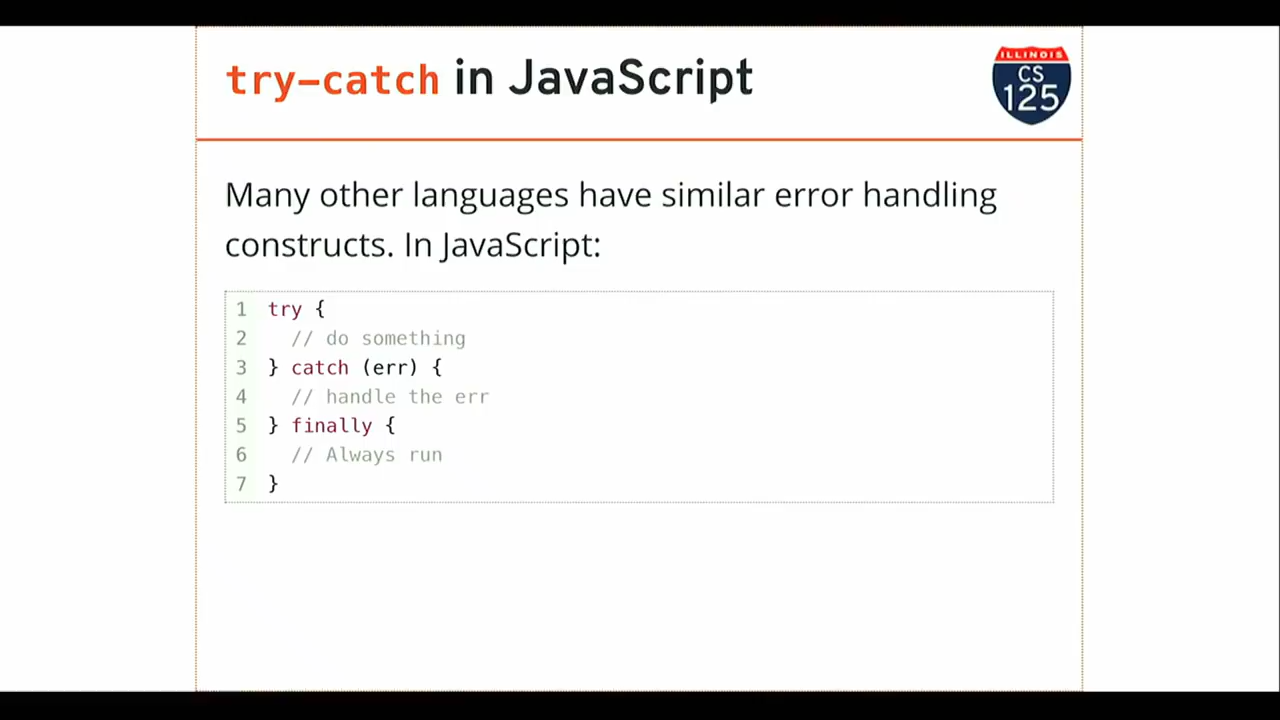 try-catch in JavaScript
ILLINOIS
CS
125
Many other languages have similar error handling
constructs. In JavaScript:
1 try {
2   // do something
3 } catch (err) {
4   // handle the err
5 } finally {
6   // Always run
7 }